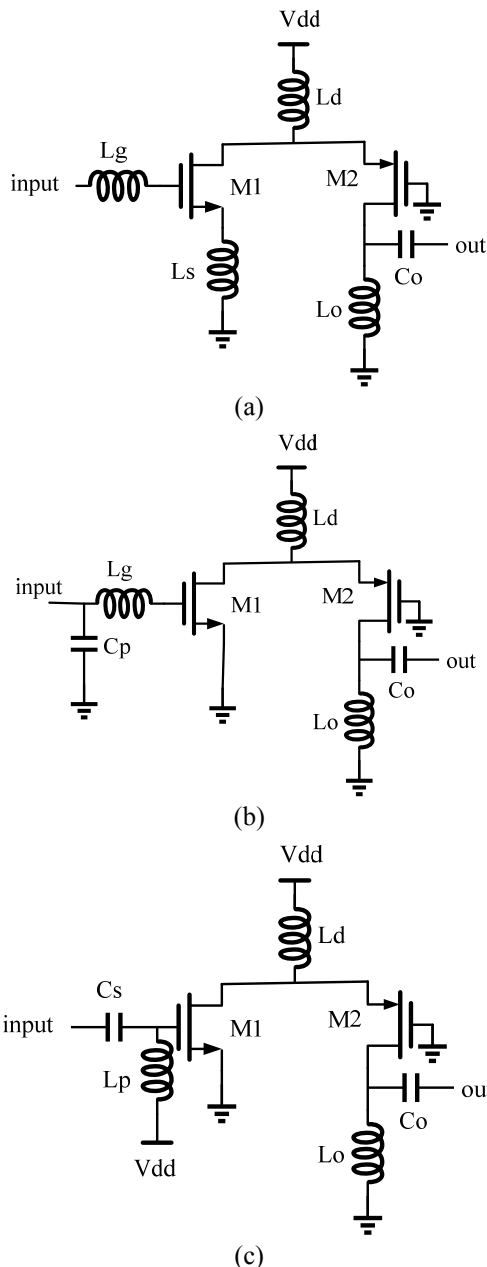 Vdd
Ld
Lg
input
M1
M2
Ls
Co
out
Lo
(a)
Vdd
Ld
Lg
input
M1
M2
Cp
Co
out
Lo
(b)
Vdd
Ld
Cs
input
M1
M2
Lp
Co
ou
Vdd
Lo
(c)